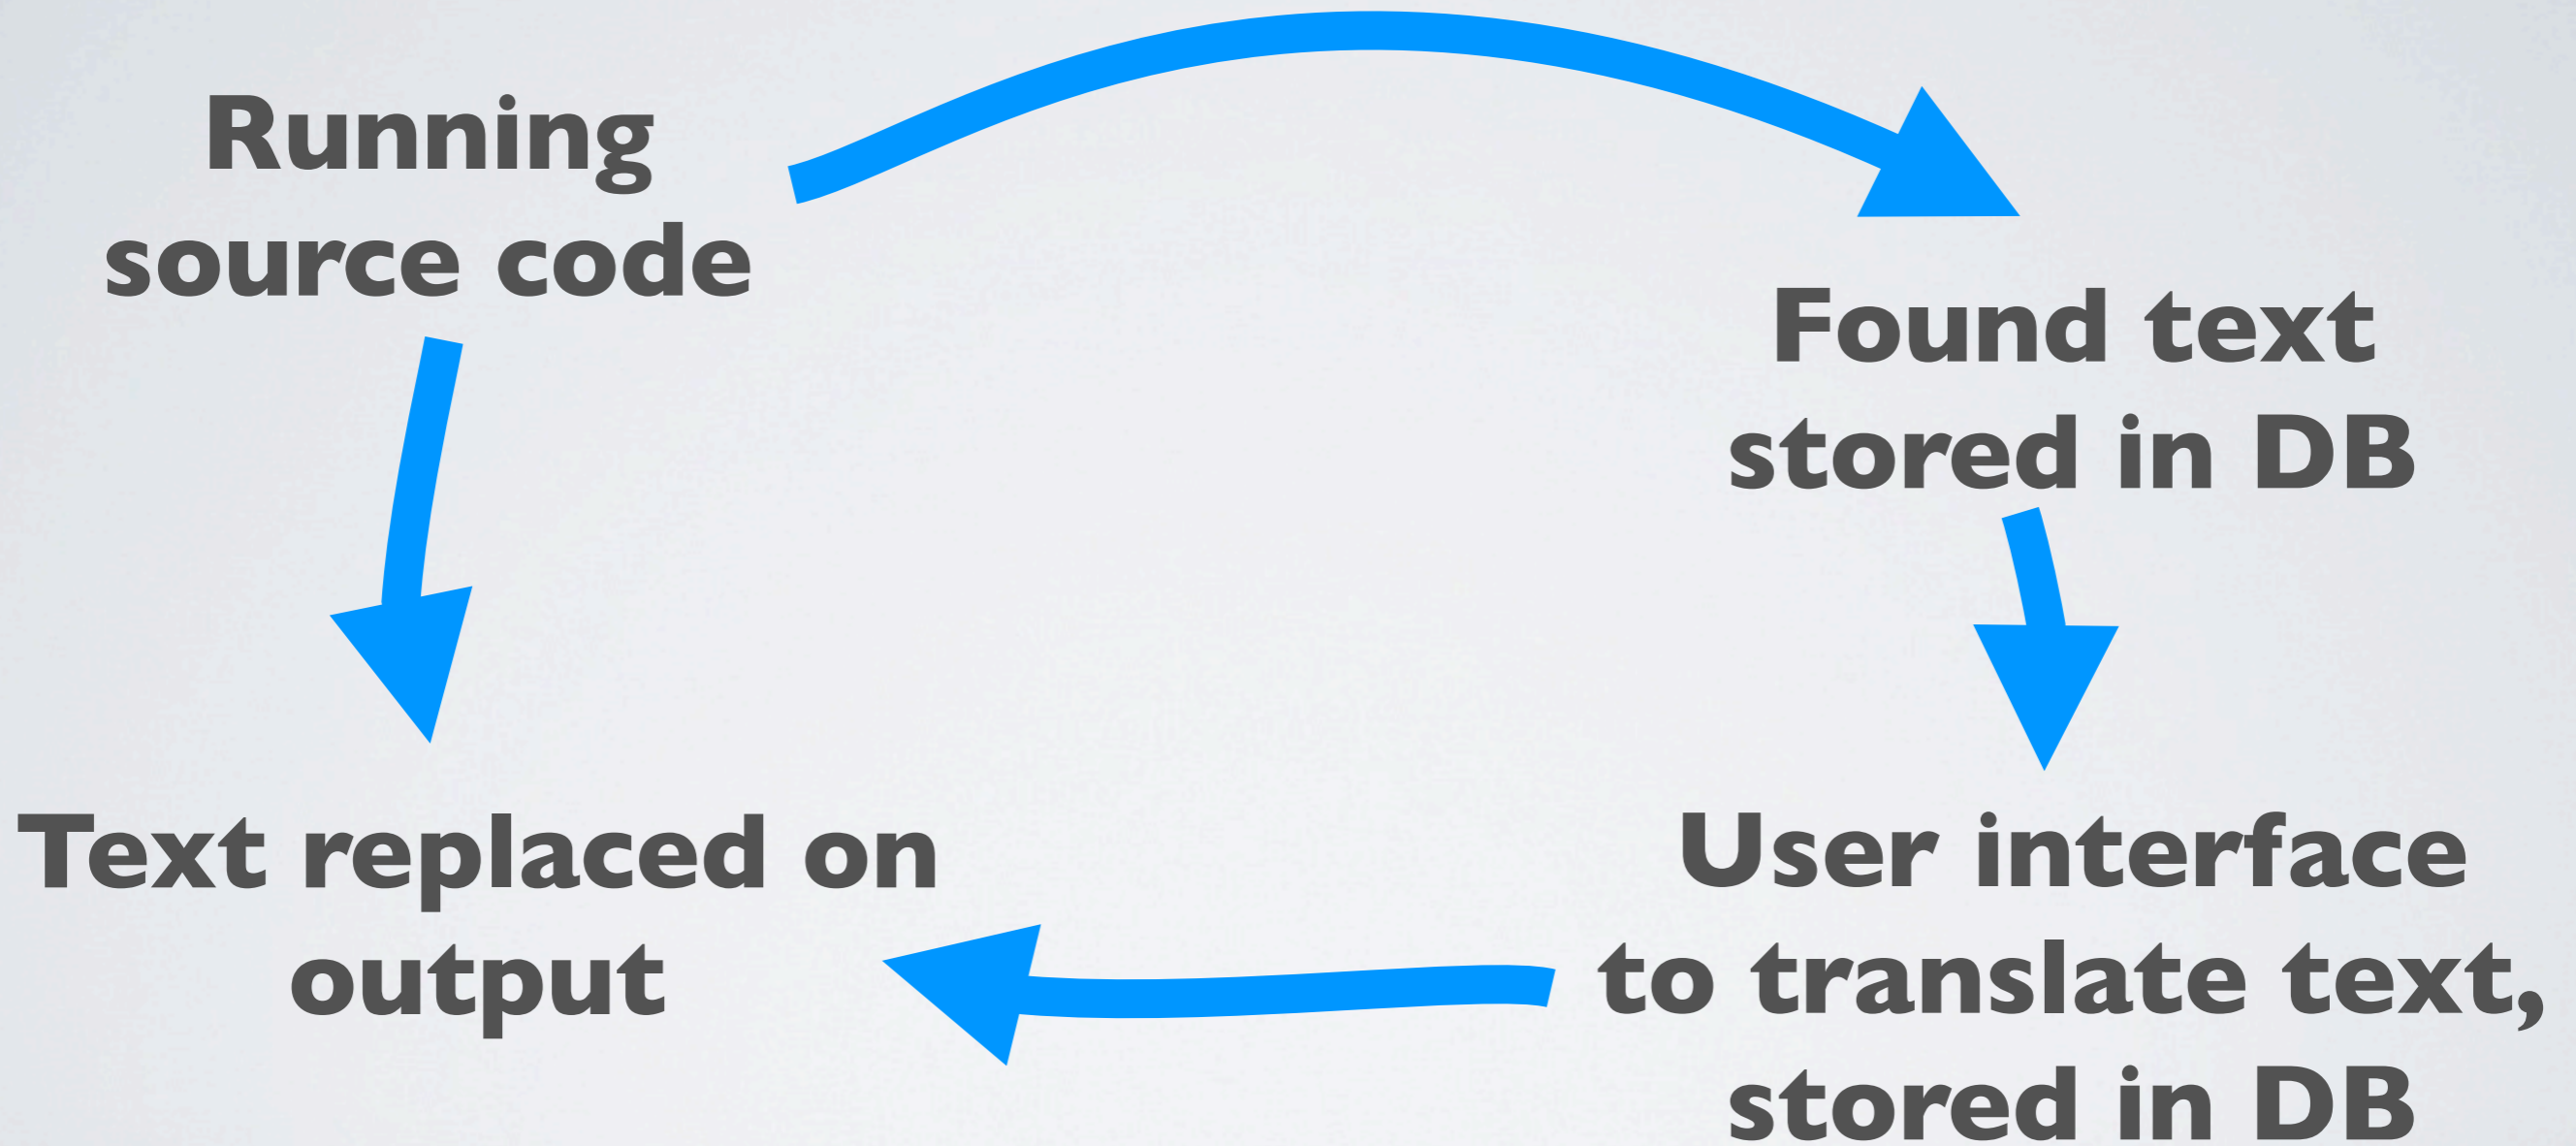 Running
source code
Found text
stored in DB
Text replaced on
output
User interface
to translate text,
stored in DB